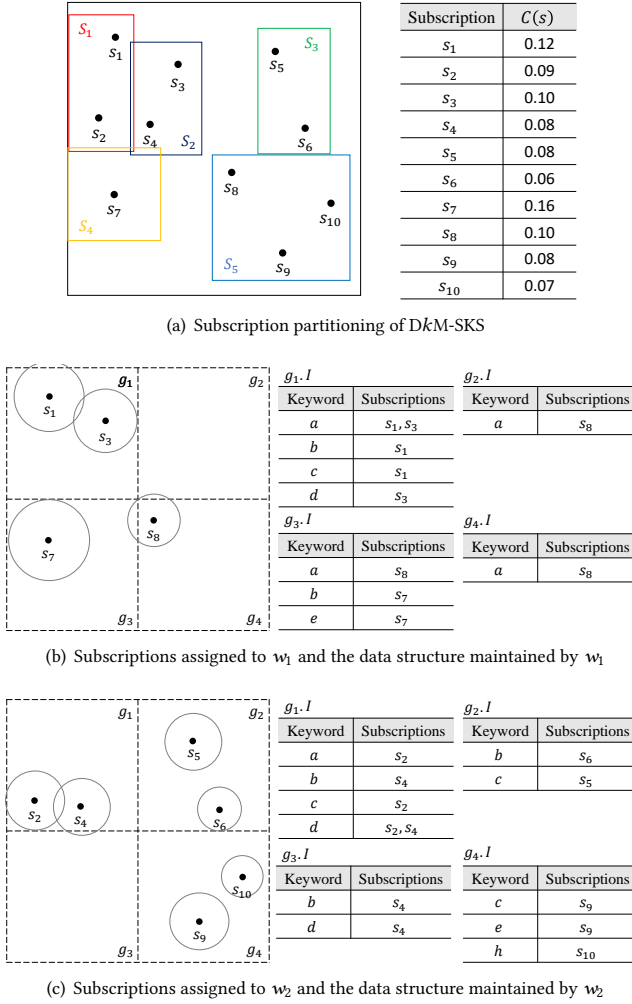 S₁
s₁
s₂
s₃
s₄
S₂
S₃
s₅
s₆
s₇
S₄
s₈
s₁₀
s₉
S₅
Subscription C(s)
s₁ 0.12
s₂ 0.09
s₃ 0.10
s₄ 0.08
s₅ 0.08
s₆ 0.06
s₇ 0.16
s₈ 0.10
s₉ 0.08
s₁₀ 0.07
(a) Subscription partitioning of DkM-SKS
g₁ g₂
s₁
s₃
s₇
s₈
g₃ g₄
g₁.I
Keyword Subscriptions
a s₁, s₃
b s₁
c s₁
d s₃
g₂.I
Keyword Subscriptions
a s₈
g₃.I
Keyword Subscriptions
a s₈
b s₇
e s₇
g₄.I
Keyword Subscriptions
a s₈
(b) Subscriptions assigned to w₁ and the data structure maintained by w₁
g₁ g₂
s₅
s₂ s₄
s₆
s₁₀
s₉
g₃ g₄
g₁.I
Keyword Subscriptions
a s₂
b s₄
c s₂
d s₂, s₄
g₂.I
Keyword Subscriptions
b s₆
c s₅
g₃.I
Keyword Subscriptions
b s₄
d s₄
g₄.I
Keyword Subscriptions
c s₉
e s₉
h s₁₀
(c) Subscriptions assigned to w₂ and the data structure maintained by w₂